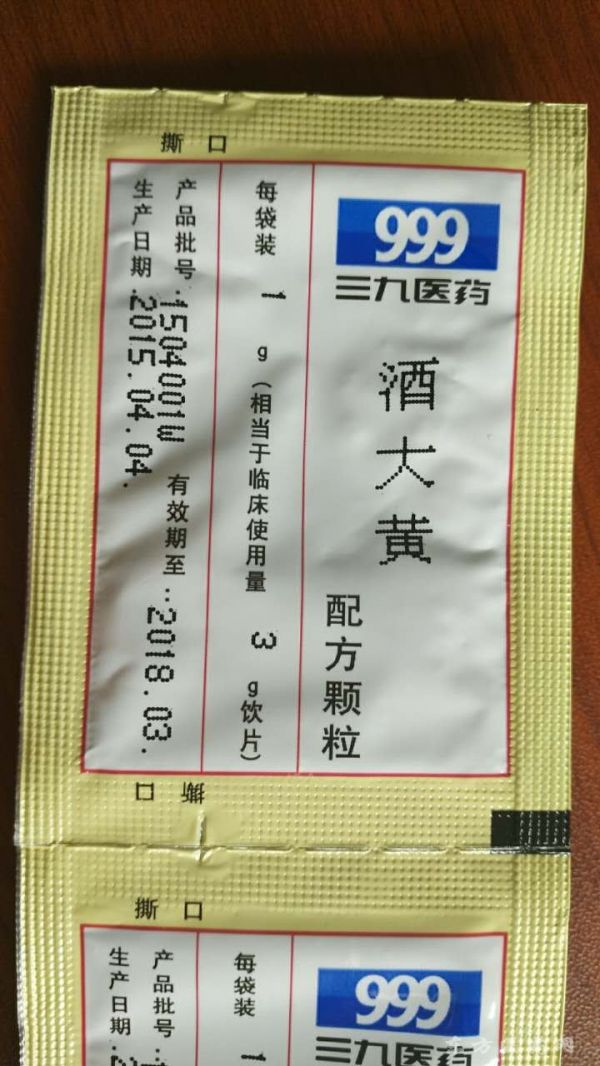 撕 口
999
三九医药
酒大黄
配方颗粒
每袋装 1 g（相当于临床使用量 3 g饮片）
产品批号:1504001W 有效期至::2018.03.
生产日期:2015.04.04.
撕 口
撕 口
999
三九医药
每袋装 1
产品批号:1
生产日期:2